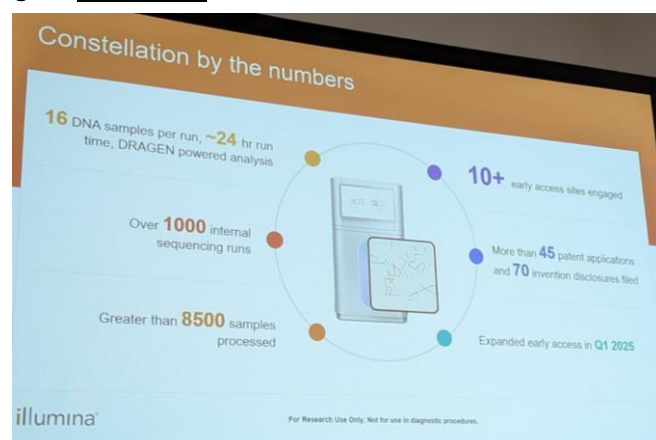 Constellation by the numbers
16 DNA samples per run, ~24 hr run
time, DRAGEN powered analysis
Over 1000 internal
sequencing runs
Greater than 8500 samples
processed
10+ early access sites engaged
More than 45 patent applications
and 70 invention disclosures filed
Expanded early access in Q1 2025
illumina
For Research Use Only. Not for use in diagnostic procedures.